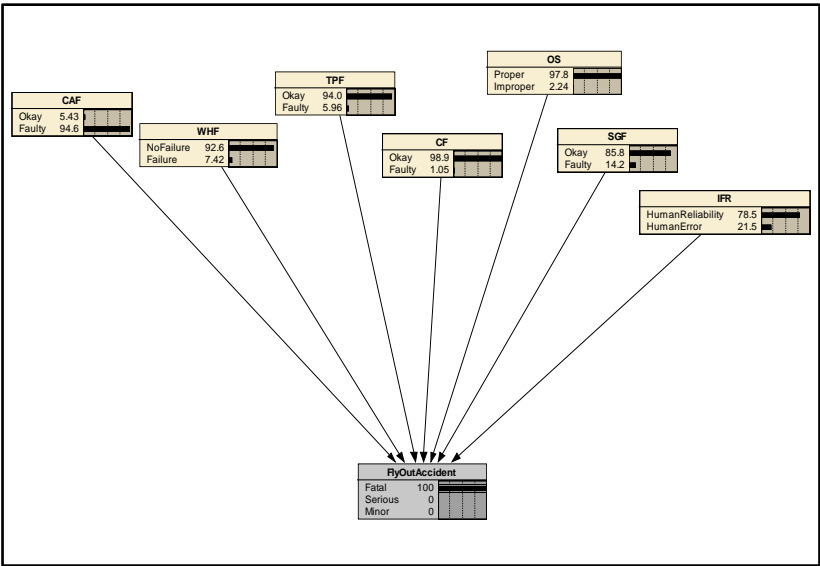 OS
Proper 97.8
Improper 2.24
TPF
Okay 94.0
Faulty 5.96
CAF
Okay 5.43
Faulty 94.6
WHF
NoFailure 92.6
Failure 7.42
CF
Okay 98.9
Faulty 1.05
SGF
Okay 85.8
Faulty 14.2
IFR
HumanReliability 78.5
HumanError 21.5
FlyOutAccident
Fatal 100
Serious 0
Minor 0